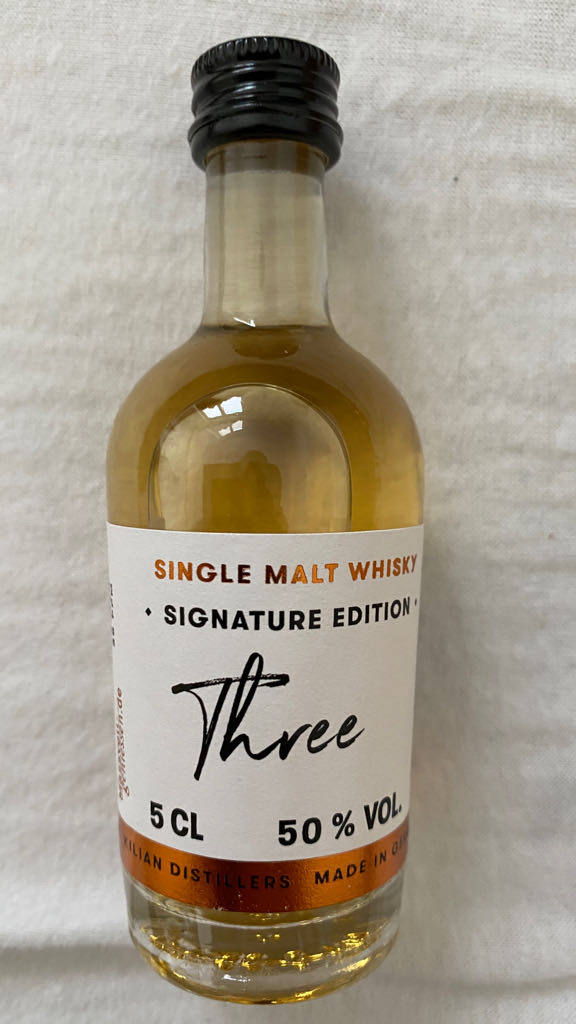 SINGLE MALT WHISKY
• SIGNATURE EDITION •
Three
5 CL 50 % VOL.
KILIAN DISTILLERS MADE IN